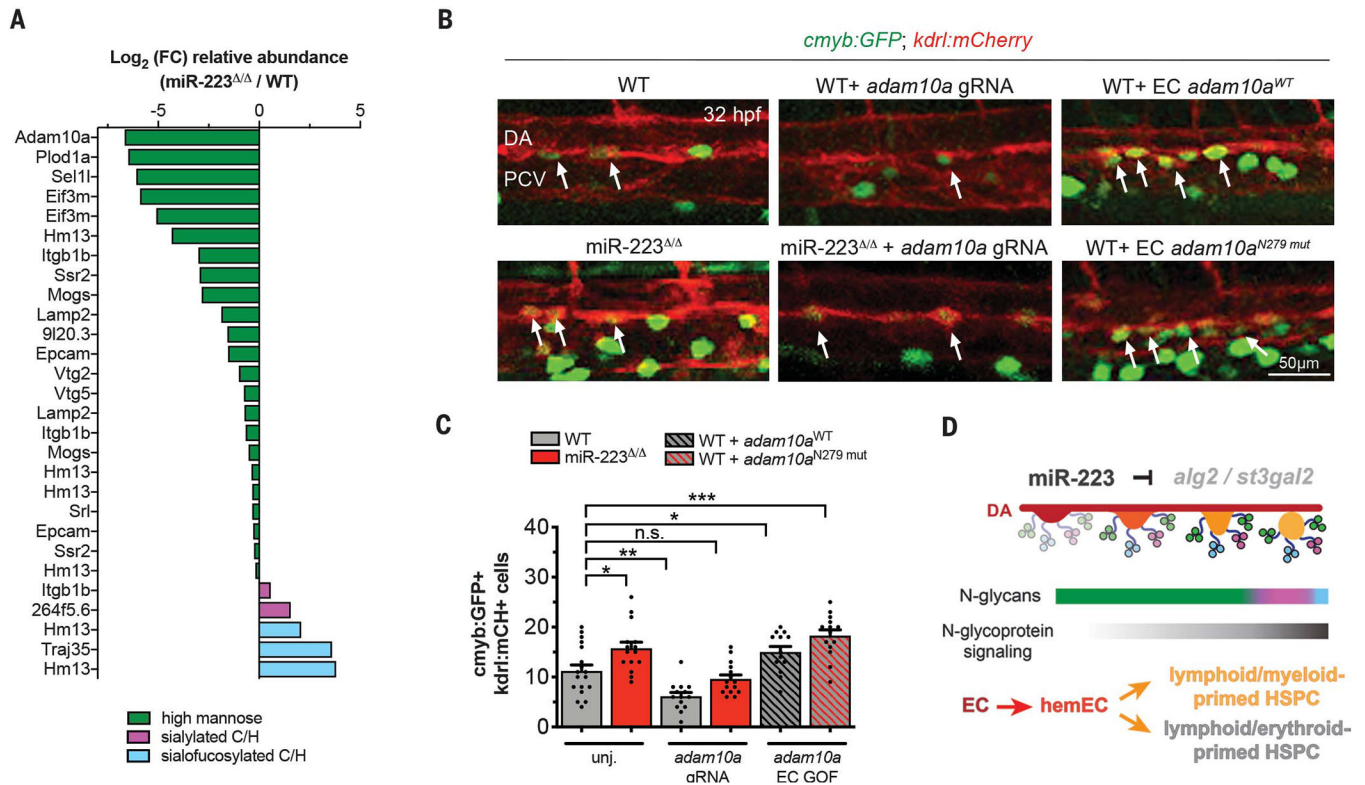 A
Log2 (FC) relative abundance
(miR-223Δ/Δ / WT)
-5 0 5
Adam10a
Plod1a
Sel1l
Eif3m
Eif3m
Hm13
Itgb1b
Ssr2
Mogs
Lamp2
9l20.3
Epcam
Vtg2
Vtg5
Lamp2
Itgb1b
Mogs
Hm13
Hm13
Srl
Epcam
Ssr2
Hm13
Itgb1b
264f5.6
Hm13
Traj35
Hm13
high mannose
sialylated C/H
sialofucosylated C/H
B
cmyb:GFP; kdrl:mCherry
WT
WT+ adam10a gRNA
WT+ EC adam10aWT
32 hpf
DA
PCV
miR-223Δ/Δ
miR-223Δ/Δ + adam10a gRNA
WT+ EC adam10aN279 mut
50µm
C
WT
miR-223Δ/Δ
WT + adam10aWT
WT + adam10aN279 mut
cmyb:GFP+
kdrl:mCH+ cells
40
30
20
10
0
***
*
n.s.
**
*
unj.
adam10a
gRNA
adam10a
EC GOF
D
miR-223 alg2 / st3gal2
DA
N-glycans
N-glycoprotein
signaling
EC hemEC
lymphoid/myeloid-
primed HSPC
lymphoid/erythroid-
primed HSPC